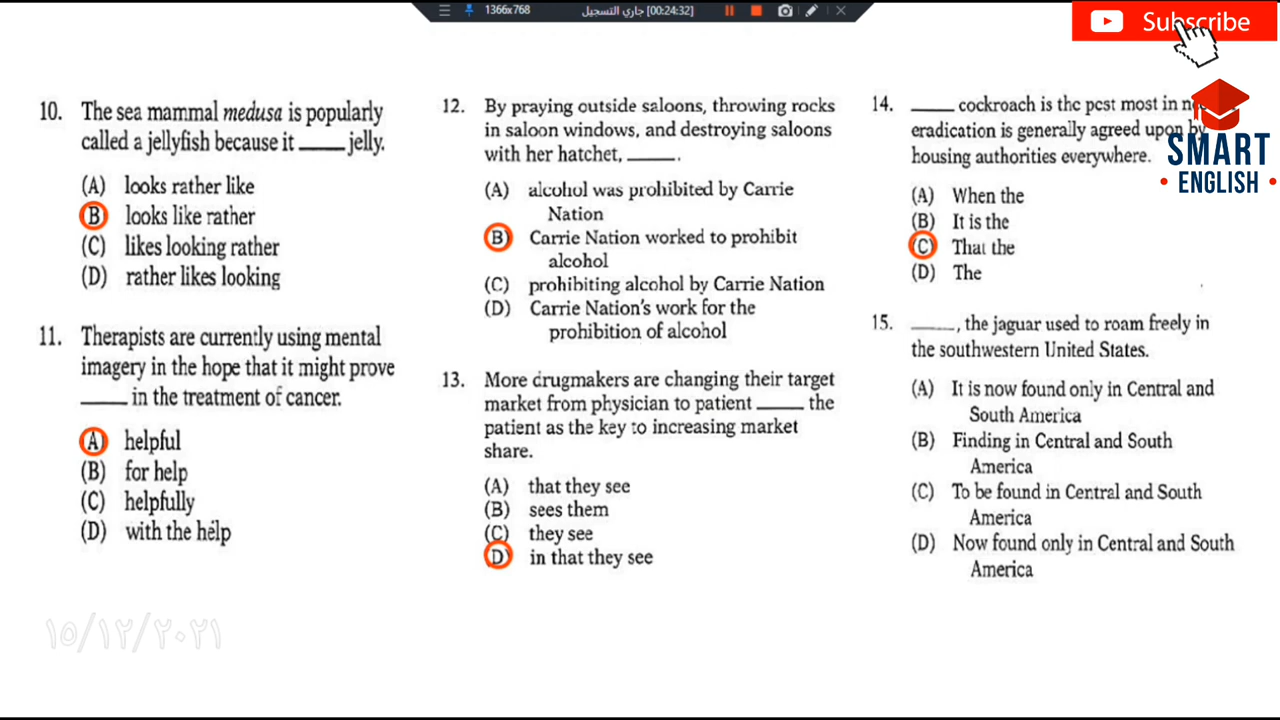 1366x768
جاري التسجيل [00:24:32]
Subscribe
SMART
ENGLISH
10. The sea mammal medusa is popularly
called a jellyfish because it _____ jelly.
(A) looks rather like
(B) looks like rather
(C) likes looking rather
(D) rather likes looking
11. Therapists are currently using mental
imagery in the hope that it might prove
_____ in the treatment of cancer.
(A) helpful
(B) for help
(C) helpfully
(D) with the help
12. By praying outside saloons, throwing rocks
in saloon windows, and destroying saloons
with her hatchet, _____.
(A) alcohol was prohibited by Carrie
Nation
(B) Carrie Nation worked to prohibit
alcohol
(C) prohibiting alcohol by Carrie Nation
(D) Carrie Nation's work for the
prohibition of alcohol
13. More drugmakers are changing their target
market from physician to patient _____ the
patient as the key to increasing market
share.
(A) that they see
(B) sees them
(C) they see
(D) in that they see
14. _____ cockroach is the pest most in
eradication is generally agreed upon by
housing authorities everywhere.
(A) When the
(B) It is the
(C) That the
(D) The
15. _____, the jaguar used to roam freely in
the southwestern United States.
(A) It is now found only in Central and
South America
(B) Finding in Central and South
America
(C) To be found in Central and South
America
(D) Now found only in Central and South
America
١٥/١٢/٢٠٢١